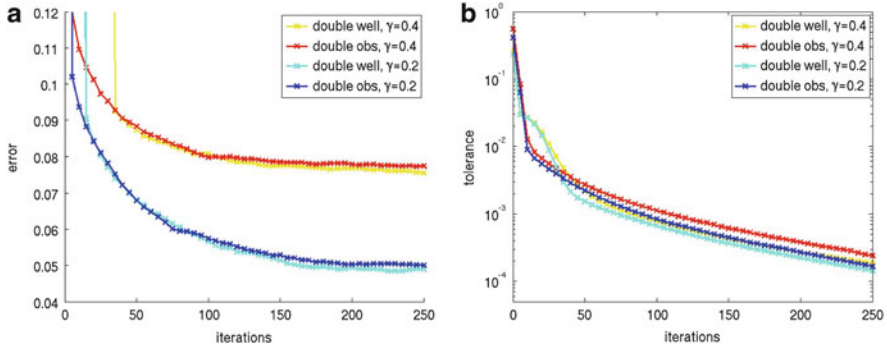 a
0.12
0.11
0.1
0.09
0.08
0.07
0.06
0.05
0.04
error
0
50
100
150
200
250
iterations
double well, γ=0.4
double obs, γ=0.4
double well, γ=0.2
double obs, γ=0.2
b
10⁰
10⁻¹
10⁻²
10⁻³
10⁻⁴
tolerance
0
50
100
150
200
250
iterations
double well, γ=0.4
double obs, γ=0.4
double well, γ=0.2
double obs, γ=0.2